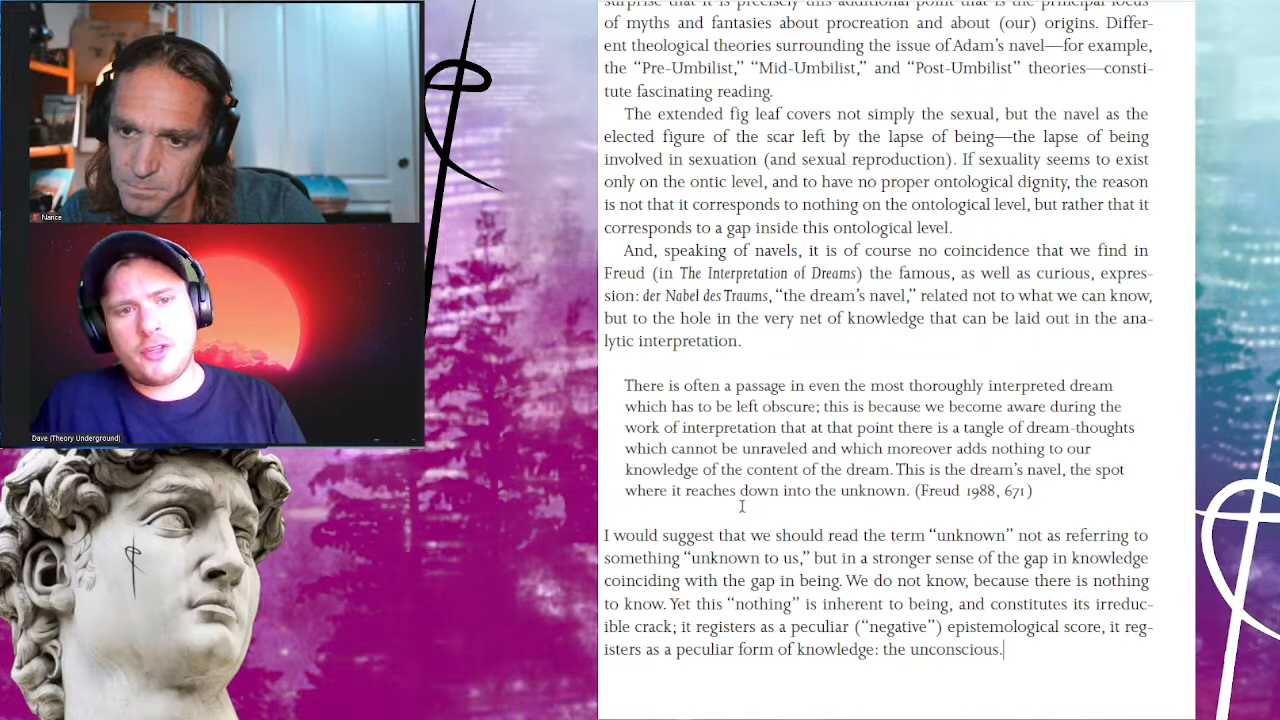 Nance
Dave (Theory Underground)
surprise that it is precisely this additional point that is the principal locus
of myths and fantasies about procreation and about (our) origins. Differ-
ent theological theories surrounding the issue of Adam’s navel—for example,
the “Pre-Umbilist,” “Mid-Umbilist,” and “Post-Umbilist” theories—consti-
tute fascinating reading.
The extended fig leaf covers not simply the sexual, but the navel as the
elected figure of the scar left by the lapse of being—the lapse of being
involved in sexuation (and sexual reproduction). If sexuality seems to exist
only on the ontic level, and to have no proper ontological dignity, the reason
is not that it corresponds to nothing on the ontological level, but rather that it
corresponds to a gap inside this ontological level.
And, speaking of navels, it is of course no coincidence that we find in
Freud (in The Interpretation of Dreams) the famous, as well as curious, expres-
sion: der Nabel des Traums, “the dream’s navel,” related not to what we can know,
but to the hole in the very net of knowledge that can be laid out in the ana-
lytic interpretation.
There is often a passage in even the most thoroughly interpreted dream
which has to be left obscure; this is because we become aware during the
work of interpretation that at that point there is a tangle of dream-thoughts
which cannot be unraveled and which moreover adds nothing to our
knowledge of the content of the dream. This is the dream’s navel, the spot
where it reaches down into the unknown. (Freud 1988, 671)
I would suggest that we should read the term “unknown” not as referring to
something “unknown to us,” but in a stronger sense of the gap in knowledge
coinciding with the gap in being. We do not know, because there is nothing
to know. Yet this “nothing” is inherent to being, and constitutes its irreduc-
ible crack; it registers as a peculiar (“negative”) epistemological score, it reg-
isters as a peculiar form of knowledge: the unconscious.